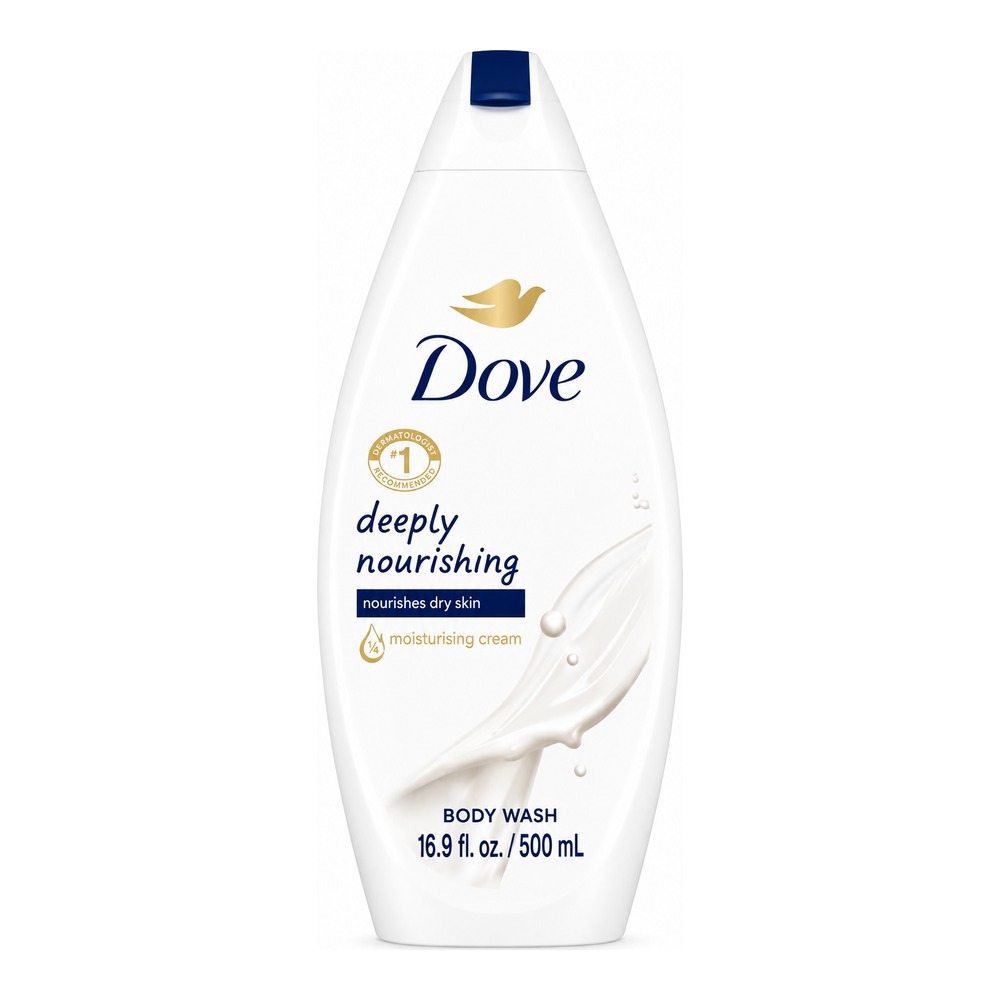 Dove
DERMATOLOGIST
#1
RECOMMENDED
deeply
nourishing
nourishes dry skin
1/4 moisturising cream
BODY WASH
16.9 fl. oz. / 500 mL